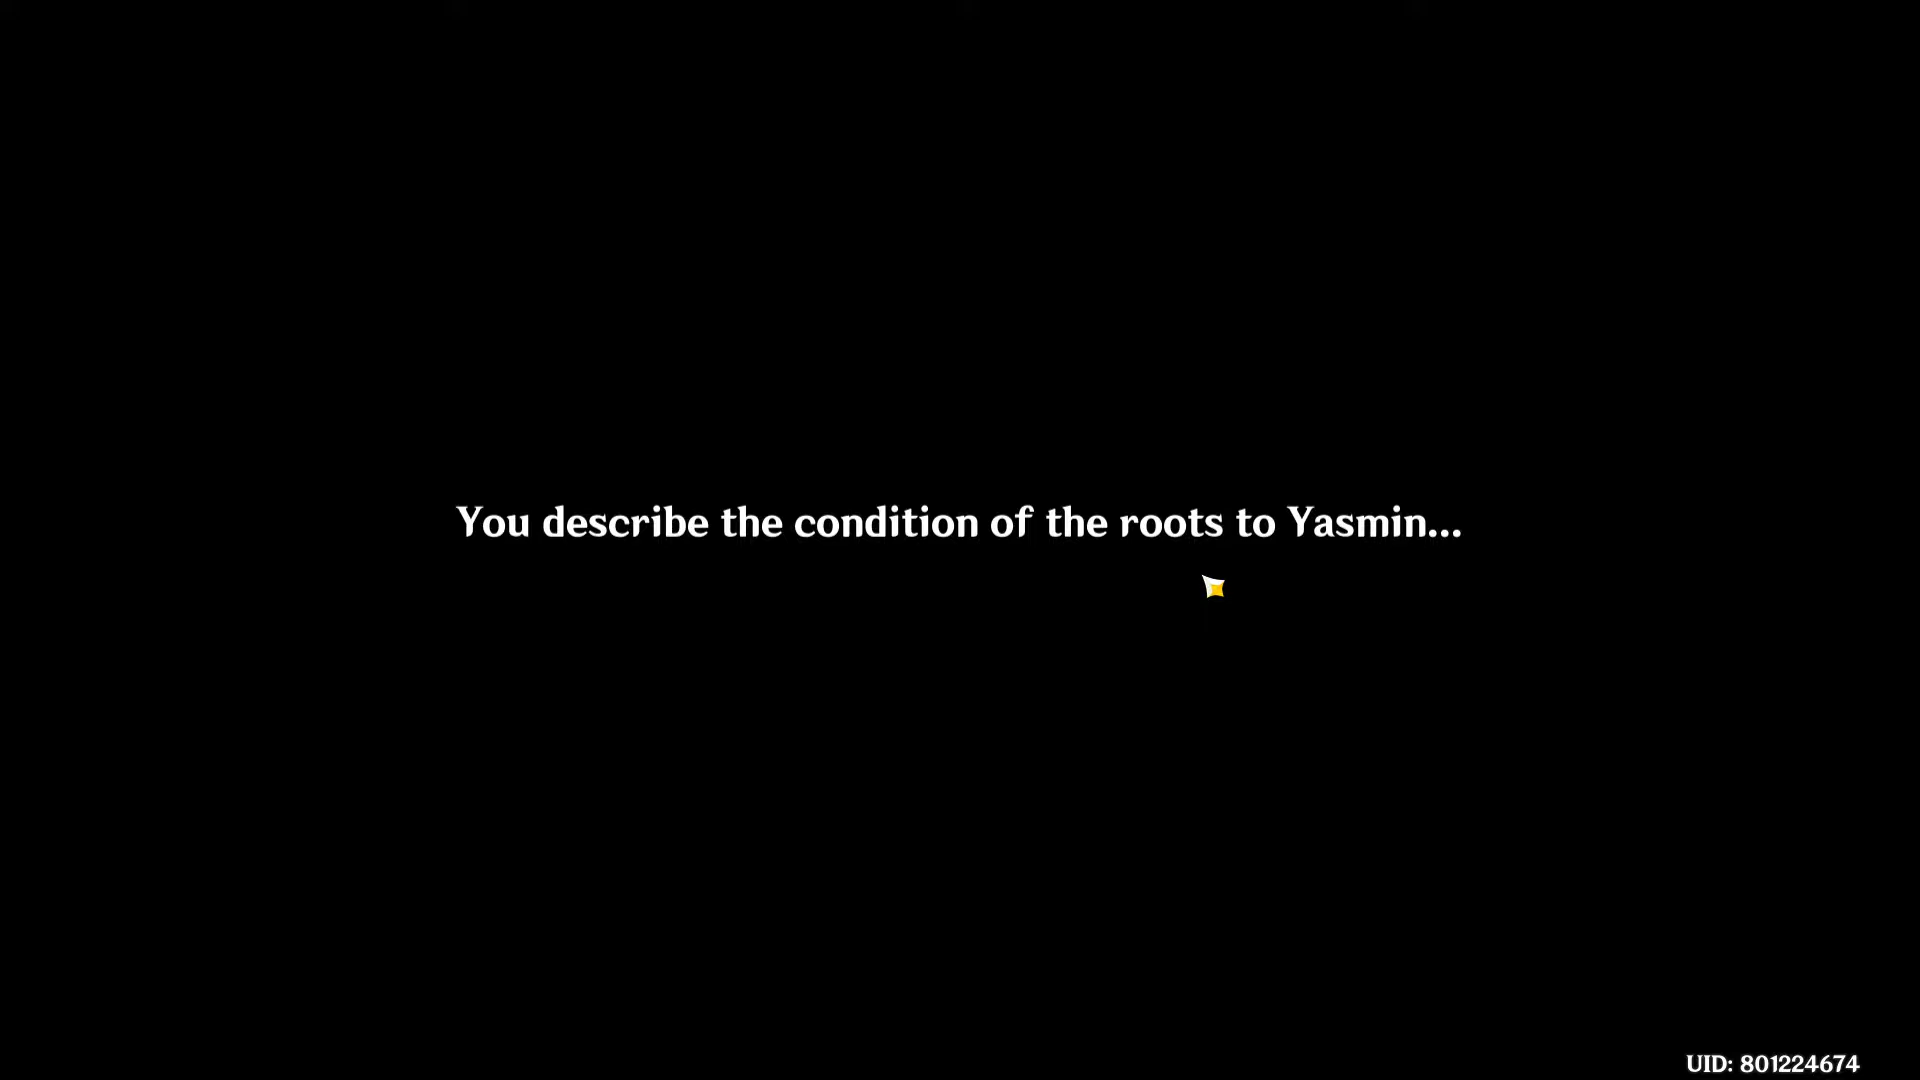 You describe the condition of the roots to Yasmin...
UID: 801224674